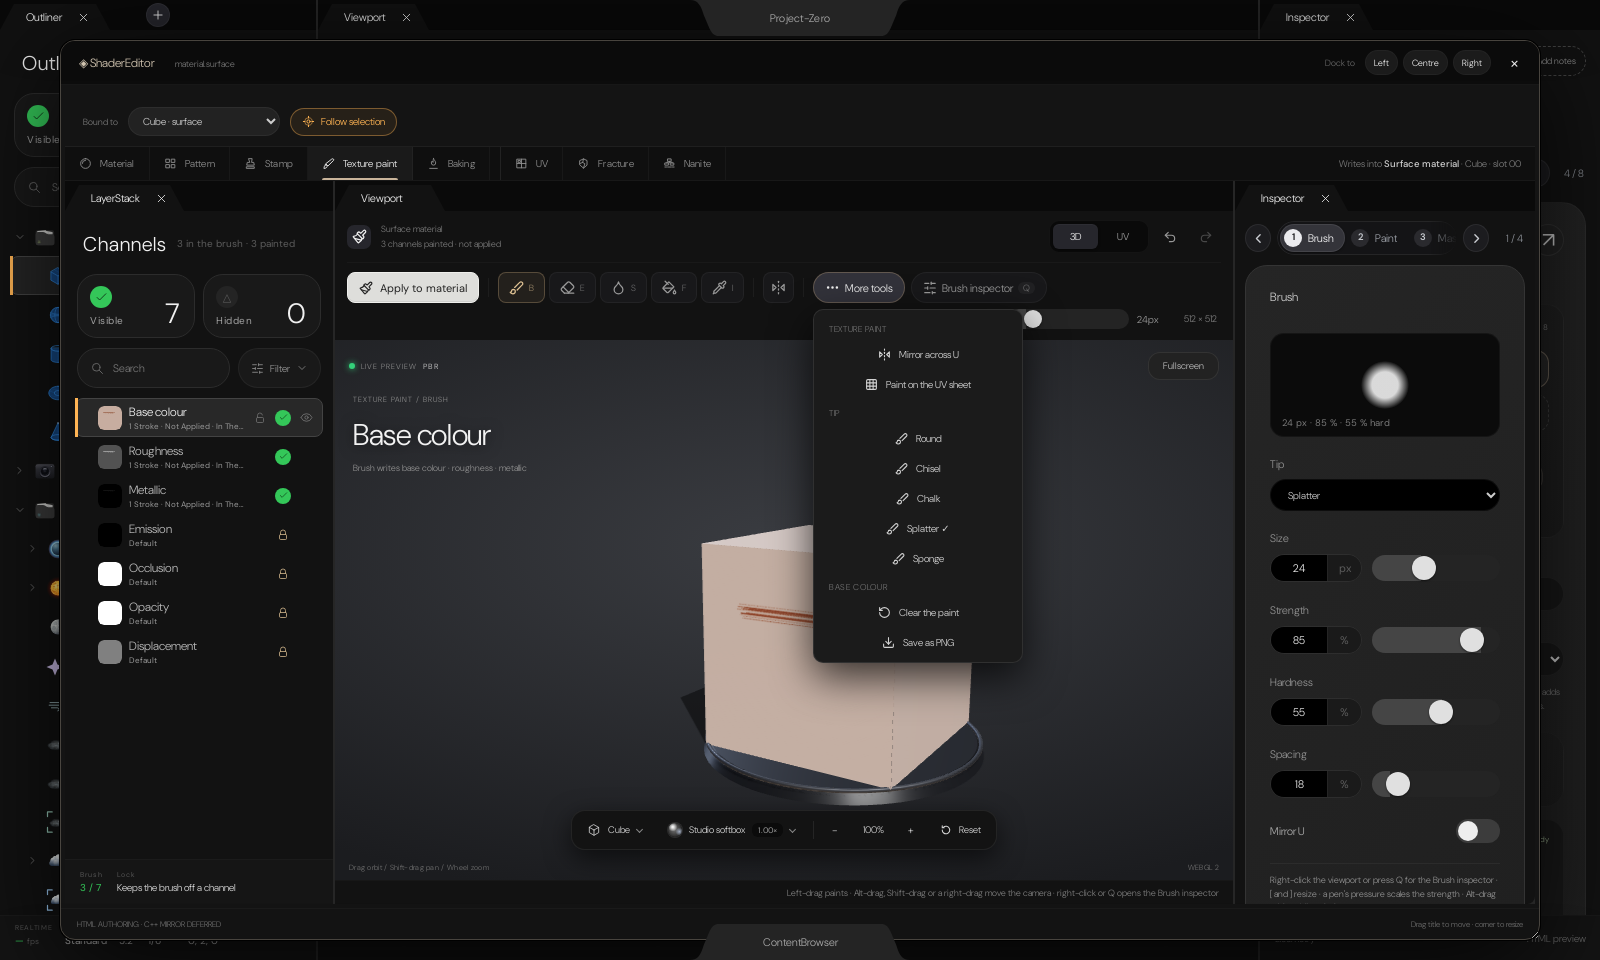 Outliner
Viewport
Project-Zero
Inspector
Outl
ShaderEditor
material.surface
Dock to
Left
Centre
Right
dd notes
Bound to
Cube · surface
Follow selection
Visible
Material
Pattern
Stamp
Texture paint
Baking
UV
Fracture
Nanite
Writes into Surface material · Cube · slot 00
4 / 8
LayerStack
Viewport
Inspector
Channels
3 in the brush · 3 painted
Surface material
3 channels painted · not applied
3D
UV
1 Brush
2 Paint
3 Ma
1 / 4
Visible
7
Hidden
0
Apply to material
B
E
S
F
I
More tools
Brush inspector
Q
24px
512 × 512
Search
Filter
LIVE PREVIEW PBR
Fullscreen
TEXTURE PAINT / BRUSH
Base colour
Brush writes base colour · roughness · metallic
TEXTURE PAINT
Mirror across U
Paint on the UV sheet
TIP
Round
Chisel
Chalk
Splatter ✓
Sponge
BASE COLOUR
Clear the paint
Save as PNG
Base colour
1 Stroke · Not Applied · In The...
Roughness
1 Stroke · Not Applied · In The...
Metallic
1 Stroke · Not Applied · In The...
Emission
Default
Occlusion
Default
Opacity
Default
Displacement
Default
Brush
24 px · 85 % · 55 % hard
Tip
Splatter
Size
24
px
Strength
85
%
Hardness
55
%
Spacing
18
%
Mirror U
Right-click the viewport or press Q for the Brush inspector ·
[ and ] resize · a pen's pressure scales the strength · Alt-drag
Cube
Studio softbox
1.00×
−
100%
+
Reset
Drag orbit / Shift-drag pan / Wheel zoom
WEBGL 2
Left-drag paints · Alt-drag, Shift-drag or a right-drag move the camera · right-click or Q opens the Brush inspector
Brush
3 / 7
Lock
Keeps the brush off a channel
HTML AUTHORING · C++ MIRROR DEFERRED
Drag title to move · corner to resize
REALTIME
fps
ContentBrowser
ML preview